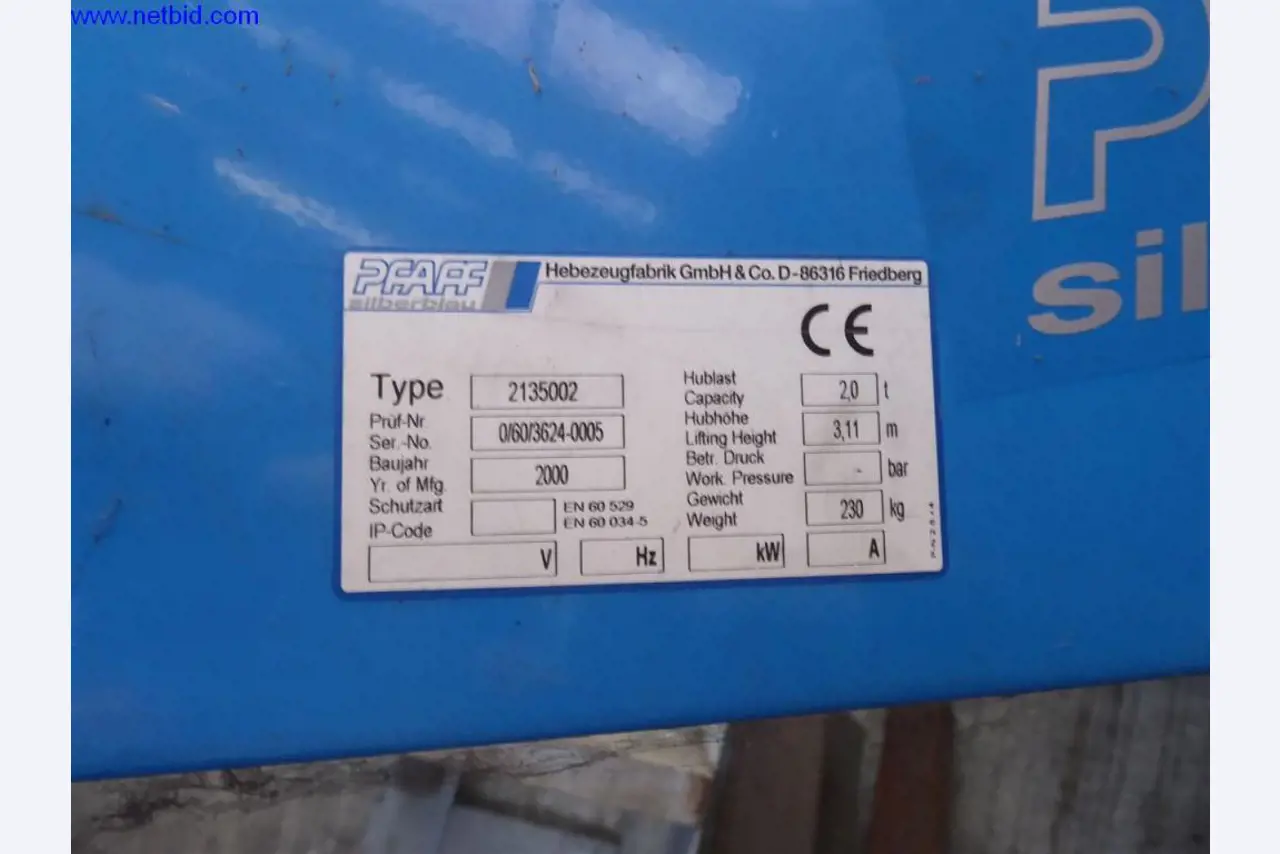 www.netbid.com
sil
PFAFF
silberblau
Hebezeugfabrik GmbH & Co. D-86316 Friedberg
CE
Type 2135002
Prüf-Nr.
Ser.-No. 0/60/3624-0005
Baujahr
Yr. of Mfg. 2000
Schutzart
IP-Code
EN 60 529
EN 60 034-5
V
Hz
Hublast
Capacity 2,0 t
Hubhöhe
Lifting Height 3,11 m
Betr. Druck
Work. Pressure - bar
Gewicht
Weight 230 kg
kW
A